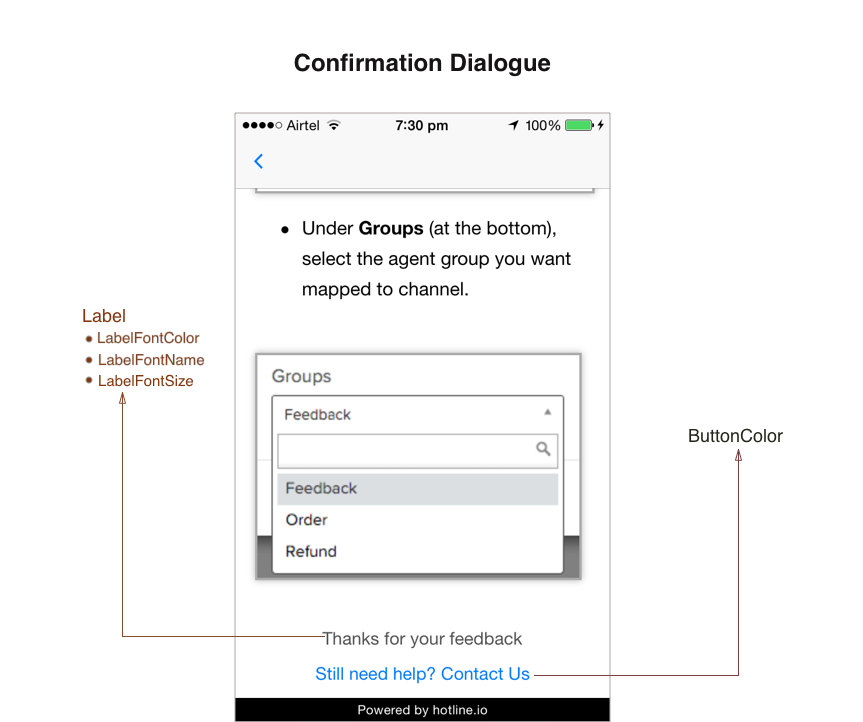 Confirmation Dialogue
Airtel 7:30 pm 100%
• Under Groups (at the bottom),
select the agent group you want
mapped to channel.
Label
• LabelFontColor
• LabelFontName
• LabelFontSize
Groups
Feedback
ButtonColor
Feedback
Order
Refund
Thanks for your feedback
Still need help? Contact Us
Powered by hotline.io